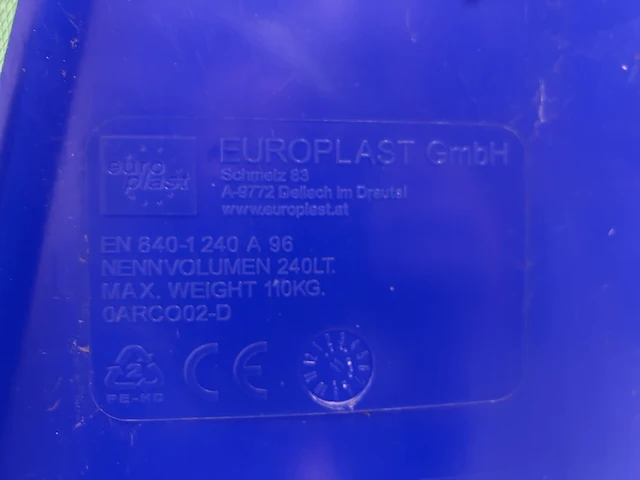 euro
plast
EUROPLAST GmbH
Schmelz 83
A-9772 Dellach im Drautal
www.europlast.at
EN 840-1 240 A 96
NENNVOLUMEN 240LT.
MAX. WEIGHT 110KG.
0ARCO02-D
2
CE
PE-HD